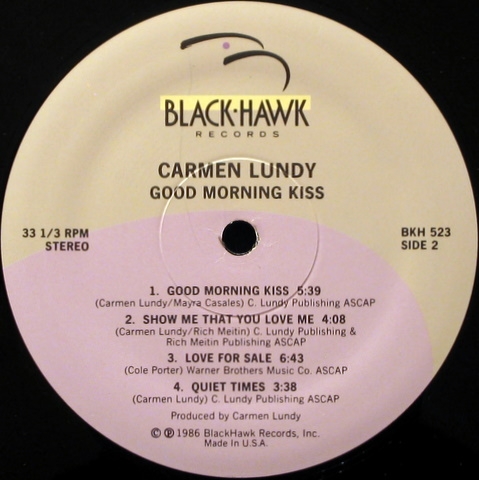 BLACK·HAWK
RECORDS
CARMEN LUNDY
GOOD MORNING KISS
33 1/3 RPM
STEREO
BKH 523
SIDE 2
1. GOOD MORNING KISS 5:39
(Carmen Lundy/Mayra Casales) C. Lundy Publishing ASCAP
2. SHOW ME THAT YOU LOVE ME 4:08
(Carmen Lundy/Rich Meitin) C. Lundy Publishing &
Rich Meitin Publishing ASCAP
3. LOVE FOR SALE 6:43
(Cole Porter) Warner Brothers Music Co. ASCAP
4. QUIET TIMES 3:38
(Carmen Lundy) C. Lundy Publishing ASCAP
Produced by Carmen Lundy
© ℗ 1986 BlackHawk Records, Inc.
Made In U.S.A.